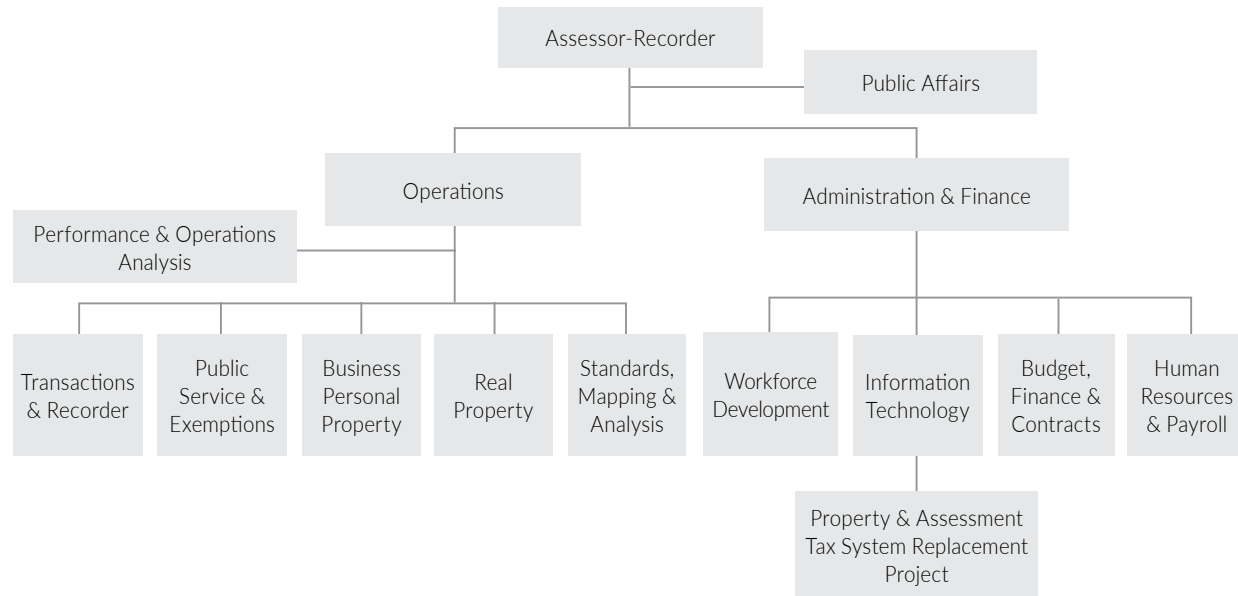 Assessor-Recorder
Public Affairs
Operations
Administration & Finance
Performance & Operations
Analysis
Transactions
& Recorder
Public
Service &
Exemptions
Business
Personal
Property
Real
Property
Standards,
Mapping &
Analysis
Workforce
Development
Information
Technology
Budget,
Finance &
Contracts
Human
Resources
& Payroll
Property & Assessment
Tax System Replacement
Project